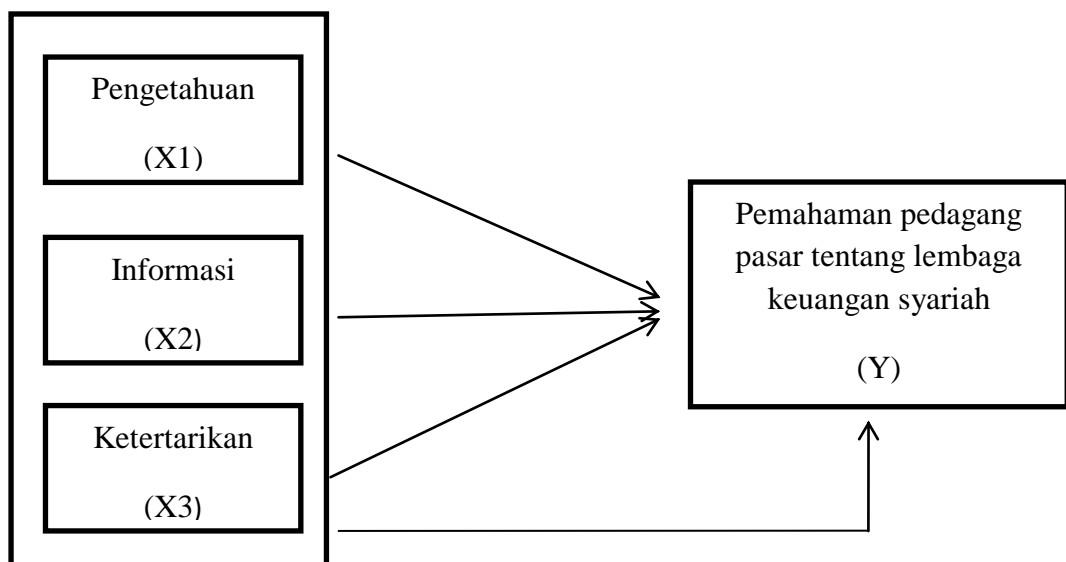 Pengetahuan
(X1)
Informasi
(X2)
Ketertarikan
(X3)
Pemahaman pedagang
pasar tentang lembaga
keuangan syariah
(Y)